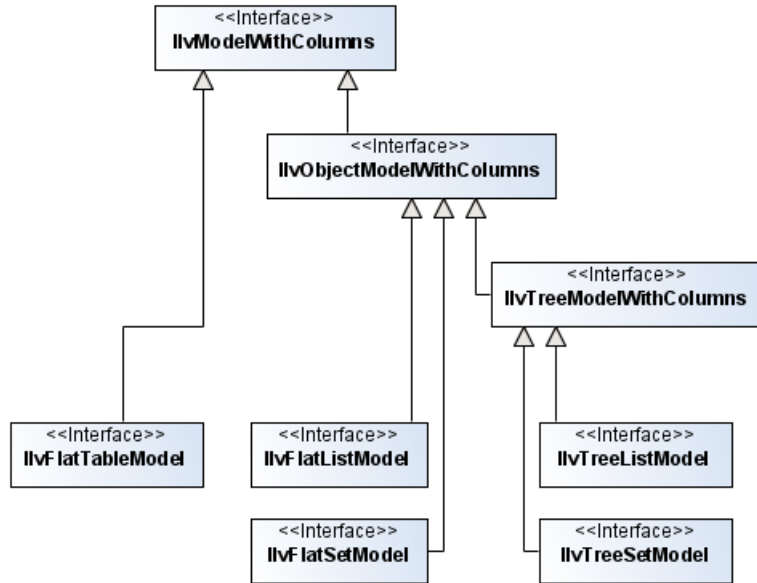 <<Interface>>
IlvModelWithColumns
<<Interface>>
IlvObjectModelWithColumns
<<Interface>>
IlvTreeModelWithColumns
<<Interface>>
IlvFlatTableModel
<<Interface>>
IlvFlatListModel
<<Interface>>
IlvTreeListModel
<<Interface>>
IlvFlatSetModel
<<Interface>>
IlvTreeSetModel